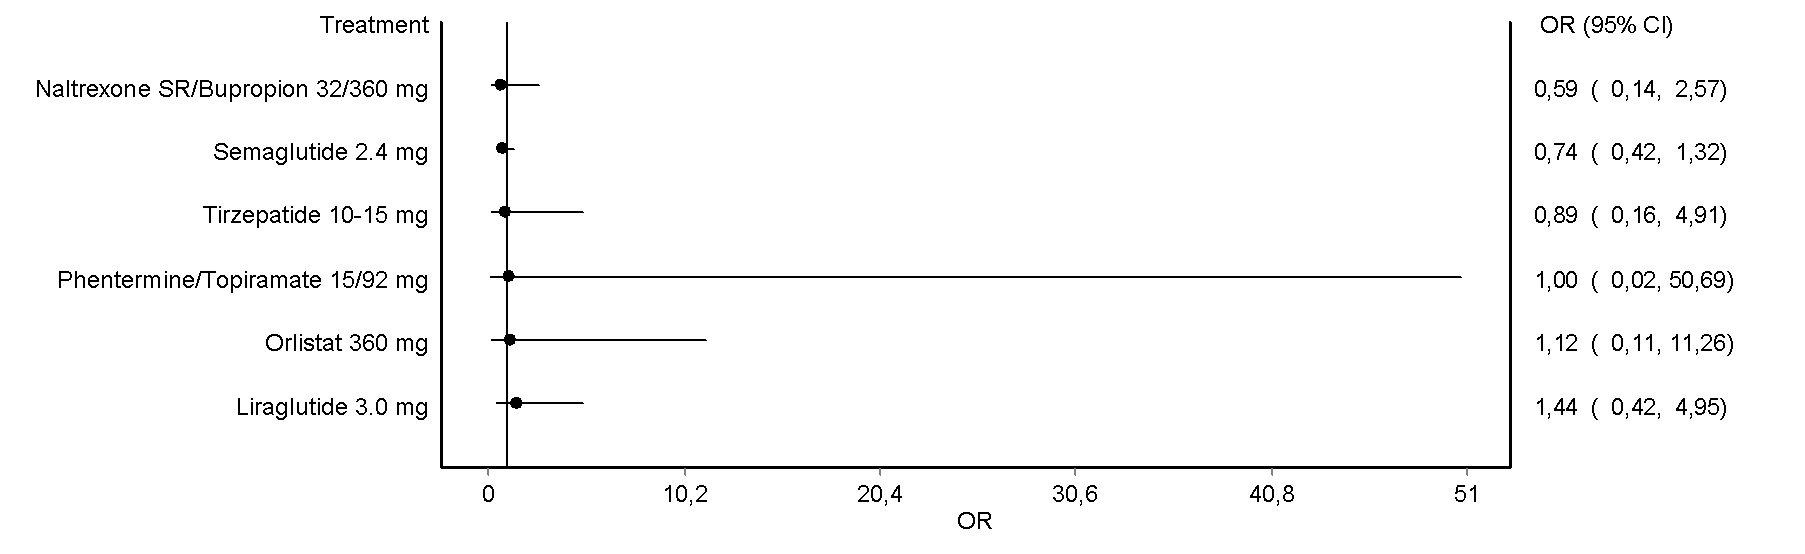 Treatment OR (95% CI)
Naltrexone SR/Bupropion 32/360 mg 0,59 ( 0,14, 2,57)
Semaglutide 2.4 mg 0,74 ( 0,42, 1,32)
Tirzepatide 10-15 mg 0,89 ( 0,16, 4,91)
Phentermine/Topiramate 15/92 mg 1,00 ( 0,02, 50,69)
Orlistat 360 mg 1,12 ( 0,11, 11,26)
Liraglutide 3.0 mg 1,44 ( 0,42, 4,95)
0 10,2 20,4 30,6 40,8 51
OR